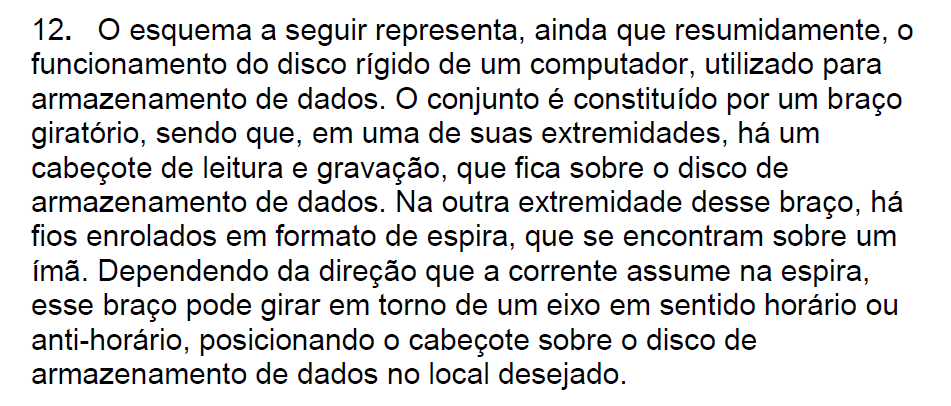 12. O esquema a seguir representa, ainda que resumidamente, o
funcionamento do disco rígido de um computador, utilizado para
armazenamento de dados. O conjunto é constituído por um braço
giratório, sendo que, em uma de suas extremidades, há um
cabeçote de leitura e gravação, que fica sobre o disco de
armazenamento de dados. Na outra extremidade desse braço, há
fios enrolados em formato de espira, que se encontram sobre um
ímã. Dependendo da direção que a corrente assume na espira,
esse braço pode girar em torno de um eixo em sentido horário ou
anti-horário, posicionando o cabeçote sobre o disco de
armazenamento de dados no local desejado.